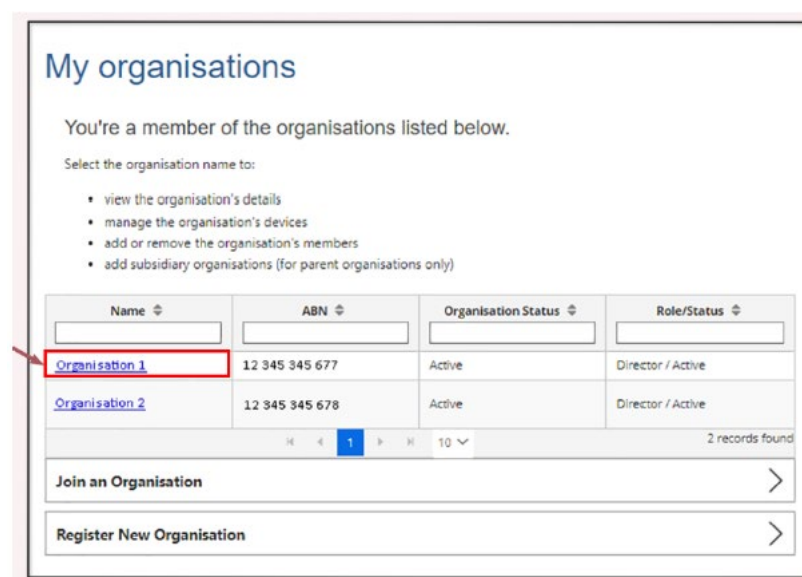 My organisations
You're a member of the organisations listed below.
Select the organisation name to:
• view the organisation's details
• manage the organisation's devices
• add or remove the organisation's members
• add subsidiary organisations (for parent organisations only)
Name ABN Organisation Status Role/Status
Organisation 1 12 345 345 677 Active Director / Active
Organisation 2 12 345 345 678 Active Director / Active
1 10 2 records found
Join an Organisation
Register New Organisation